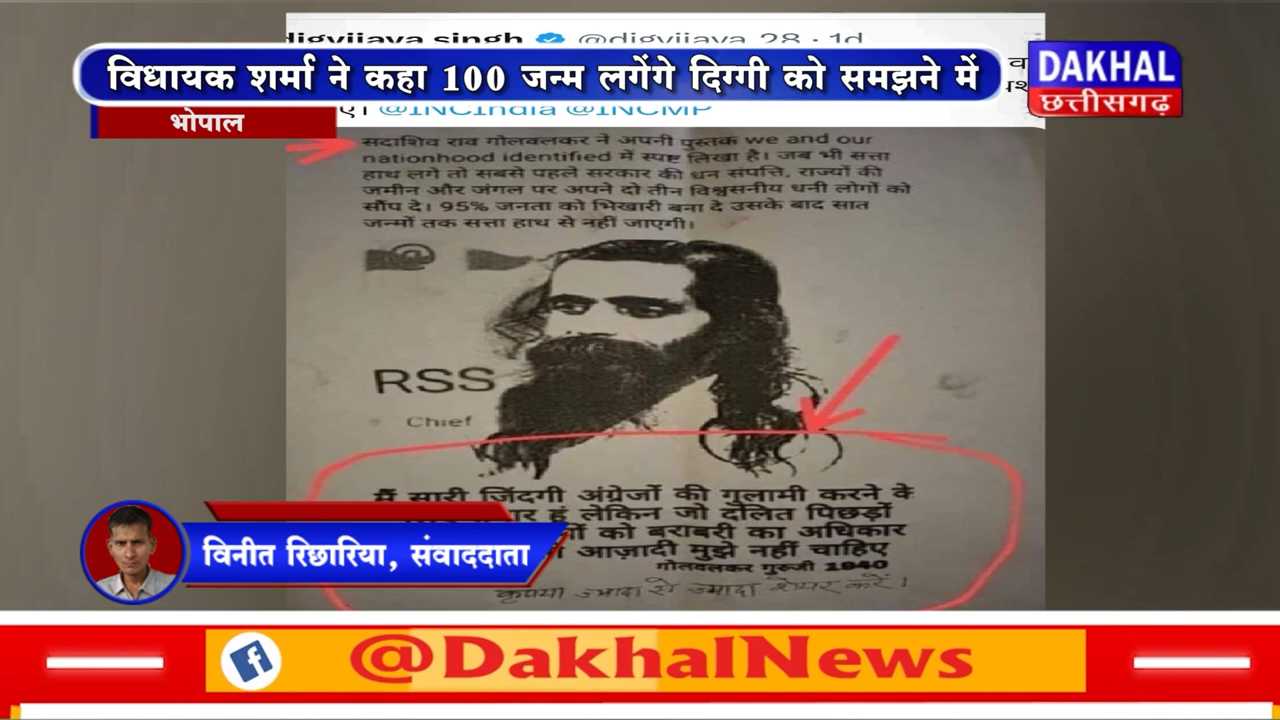 digvijaya singh @digvijaya_28 · 1d
विधायक शर्मा ने कहा 100 जन्म लगेंगे दिग्गी को समझने में
DAKHAL
छत्तीसगढ़
भोपाल
@INCIndia @INCMP
सदाशिव राव गोलवलकर ने अपनी पुस्तक we and our
nationhood identified में स्पष्ट लिखा है। जब भी सत्ता
हाथ लगे तो सबसे पहले सरकार की धन संपत्ति, राज्यों की
जमीन और जंगल पर अपने दो तीन विश्वसनीय धनी लोगों को
सौंप दे। 95% जनता को भिखारी बना दे उसके बाद सात
जन्मों तक सत्ता हाथ से नहीं जाएगी।
RSS
Chief
मैं सारी जिंदगी अंग्रेजों की गुलामी करने के
हूं लेकिन जो दलित पिछड़ों
को बराबरी का अधिकार
आज़ादी मुझे नहीं चाहिए
गोलवलकर गुरूजी 1940
कृपया ज्यादा से ज्यादा शेयर करें।
विनीत रिछारिया, संवाददाता
@DakhalNews